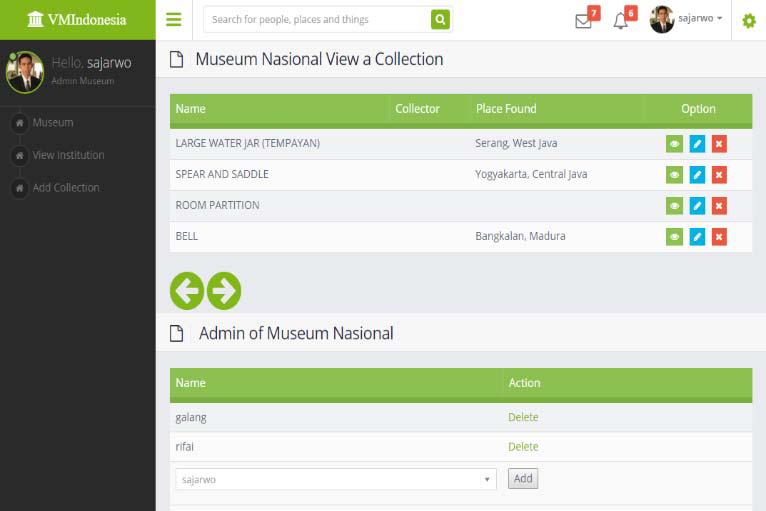 VMIndonesia
Search for people, places and things
7
6
sajarwo
Hello, sajarwo
Admin Museum
Museum
View Institution
Add Collection
Museum Nasional View a Collection
Name Collector Place Found Option
LARGE WATER JAR (TEMPAYAN) Serang, West Java
SPEAR AND SADDLE Yogyakarta, Central Java
ROOM PARTITION
BELL Bangkalan, Madura
Admin of Museum Nasional
Name Action
galang Delete
rifai Delete
sajarwo Add